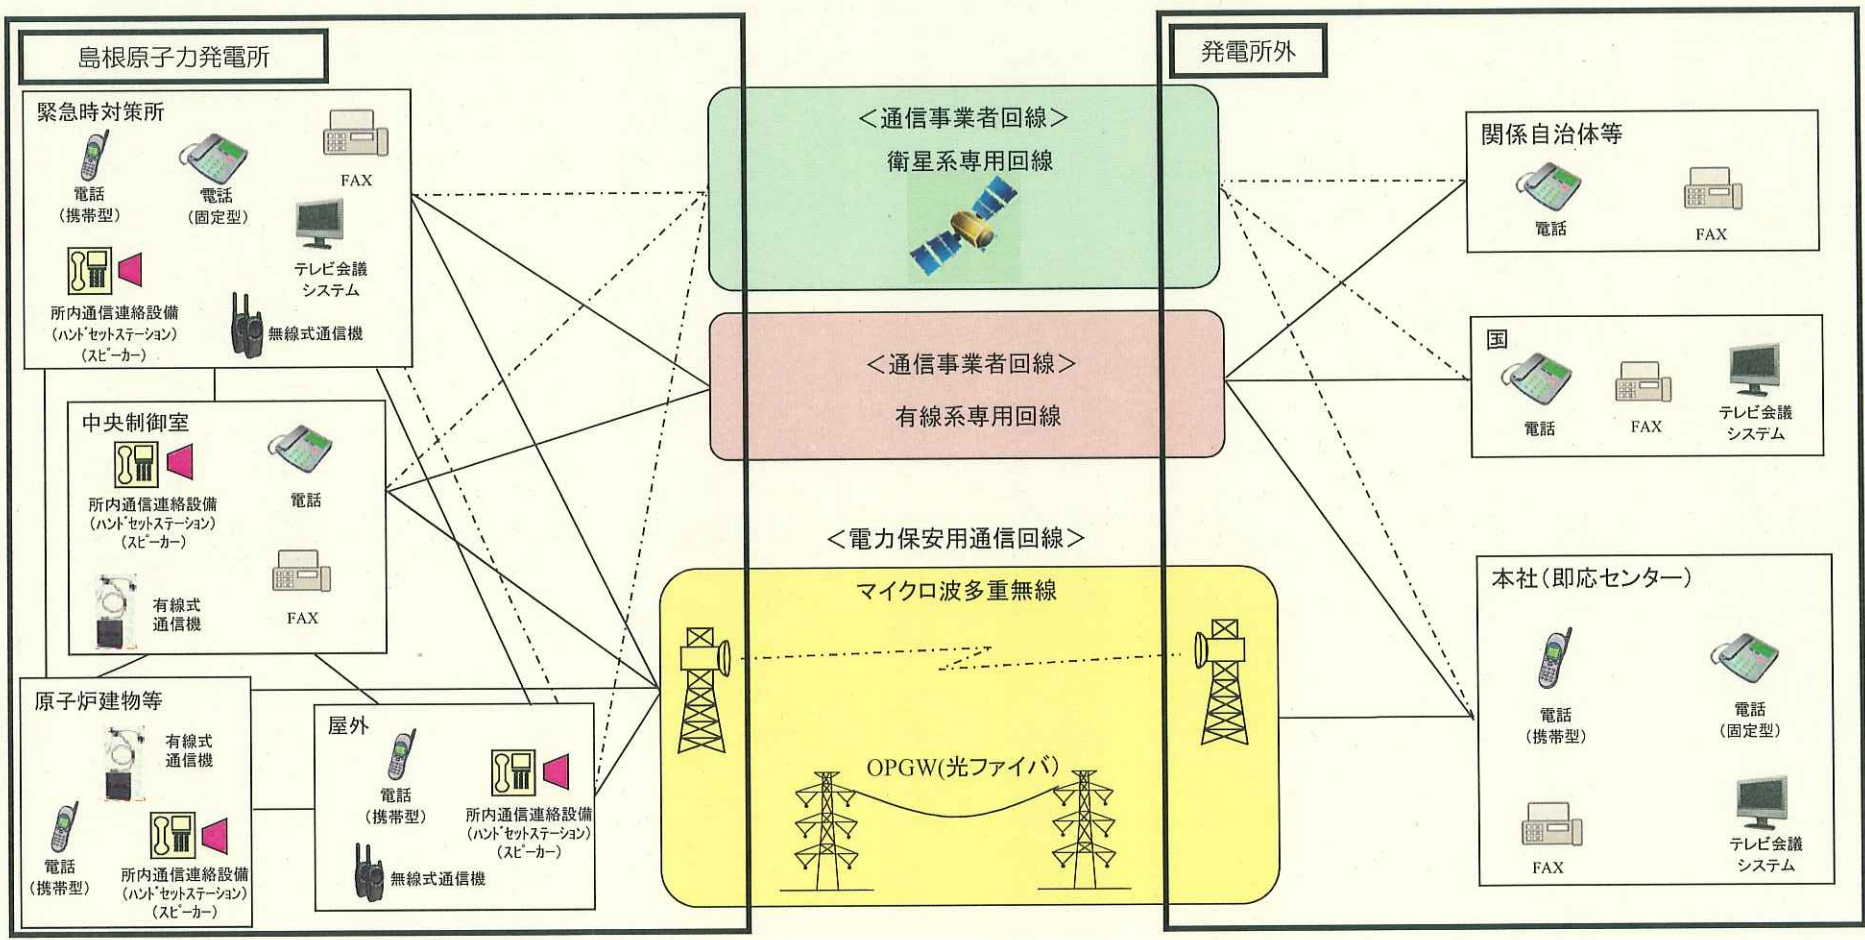 島根原子力発電所
緊急時対策所
電話
(携帯型)
電話
(固定型)
FAX
テレビ会議
システム
所内通信連絡設備
(ハンドセットステーション)
(スピーカー)
無線式通信機
中央制御室
所内通信連絡設備
(ハンドセットステーション)
(スピーカー)
電話
有線式
通信機
FAX
原子炉建物等
有線式
通信機
電話
(携帯型)
所内通信連絡設備
(ハンドセットステーション)
(スピーカー)
屋外
電話
(携帯型)
所内通信連絡設備
(ハンドセットステーション)
(スピーカー)
無線式通信機
<通信事業者回線>
衛星系専用回線
<通信事業者回線>
有線系専用回線
<電力保安用通信回線>
マイクロ波多重無線
OPGW(光ファイバ)
発電所外
関係自治体等
電話
FAX
国
電話
FAX
テレビ会議
システム
本社(即応センター)
電話
(携帯型)
電話
(固定型)
FAX
テレビ会議
システム